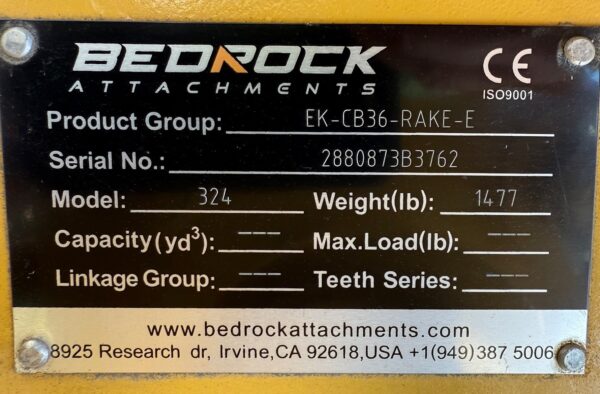 BEDROCK
ATTACHMENTS
CE
ISO9001
Product Group: EK-CB36-RAKE-E
Serial No.: 2880873B3762
Model: 324 Weight(lb): 1477
Capacity(yd³): --- Max.Load(lb): ---
Linkage Group: --- Teeth Series: ---
www.bedrockattachments.com
8925 Research dr, Irvine,CA 92618,USA +1(949)387 5006